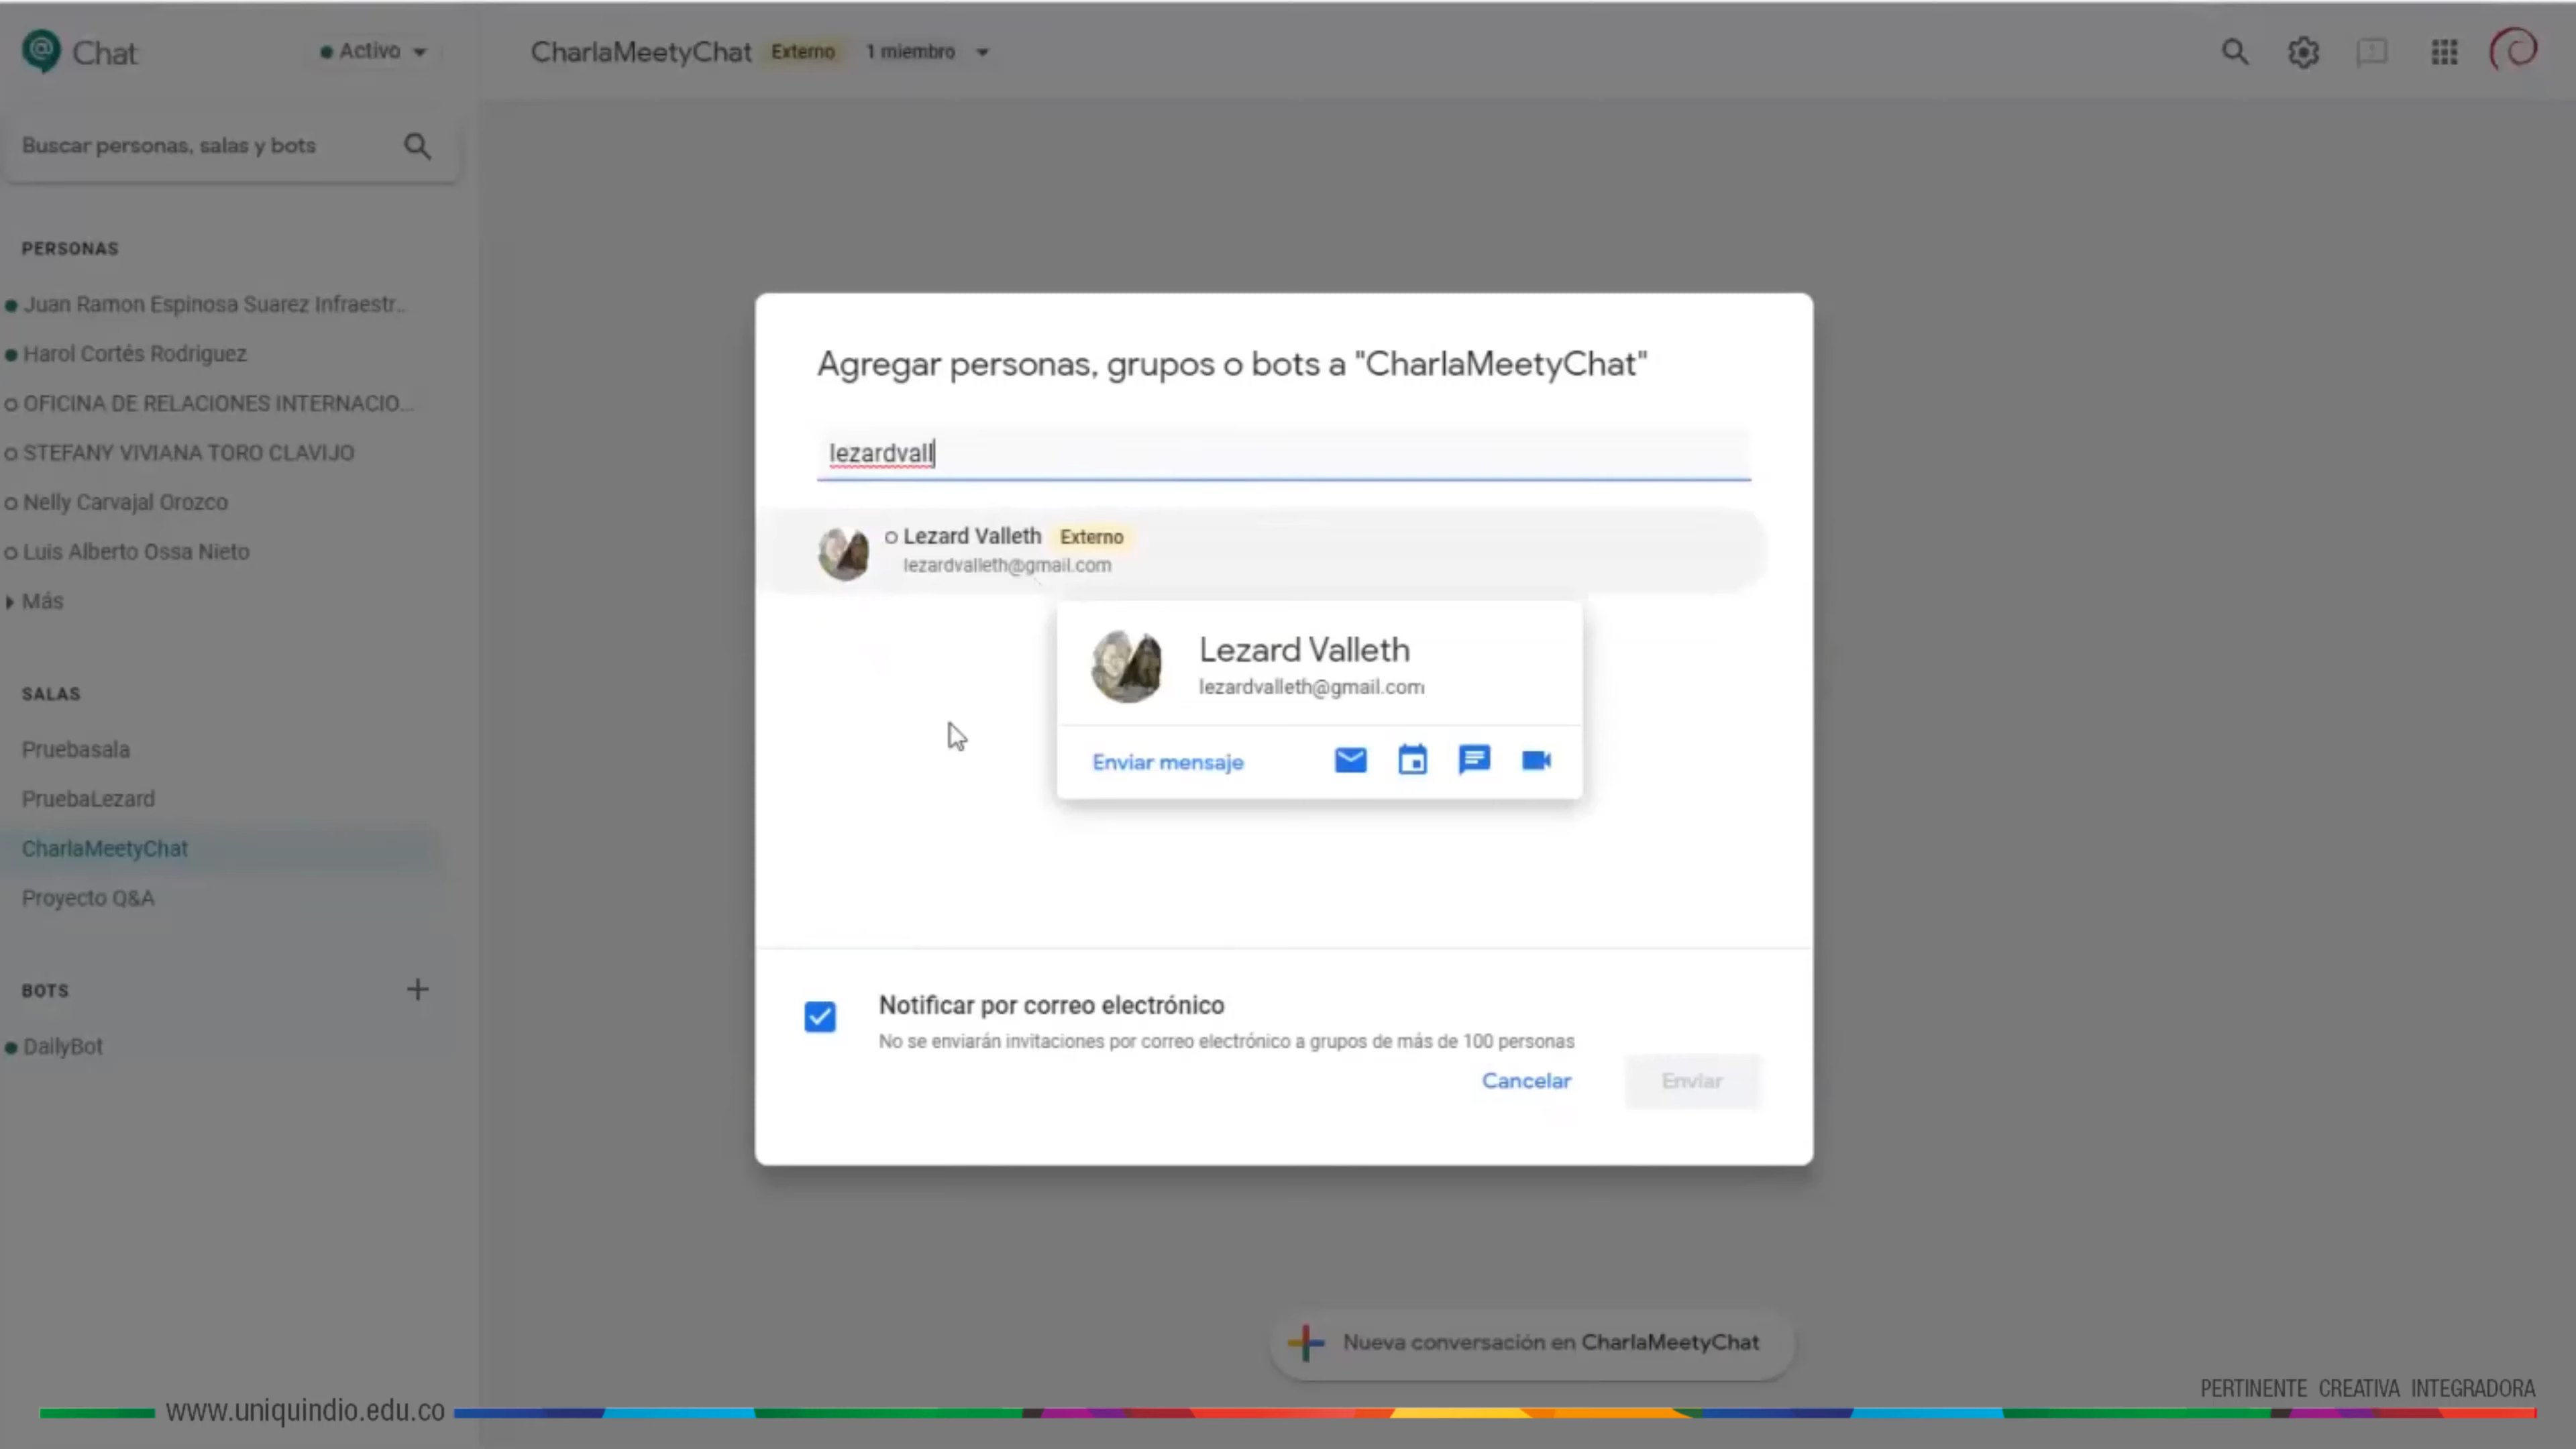 Chat
Activo
CharlaMeetyChat Externo 1 miembro
Buscar personas, salas y bots
PERSONAS
Juan Ramon Espinosa Suarez Infraestr...
Harol Cortés Rodriguez
OFICINA DE RELACIONES INTERNACIO...
STEFANY VIVIANA TORO CLAVIJO
Nelly Carvajal Orozco
Luis Alberto Ossa Nieto
Más
SALAS
Pruebasala
PruebaLezard
CharlaMeetyChat
Proyecto Q&A
BOTS
DailyBot
Agregar personas, grupos o bots a "CharlaMeetyChat"
lezardvall
Lezard Valleth Externo
lezardvalleth@gmail.com
Lezard Valleth
lezardvalleth@gmail.com
Enviar mensaje
Notificar por correo electrónico
No se enviarán invitaciones por correo electrónico a grupos de más de 100 personas
Cancelar Enviar
Nueva conversación en CharlaMeetyChat
PERTINENTE CREATIVA INTEGRADORA
www.uniquindio.edu.co